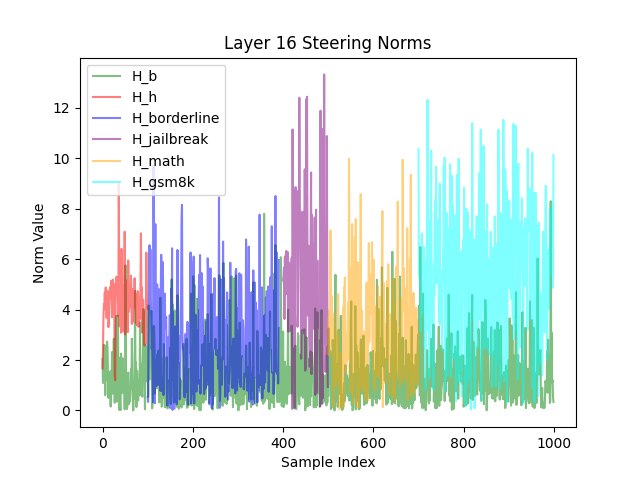 Layer 16 Steering Norms
H_b
H_h
H_borderline
H_jailbreak
H_math
H_gsm8k
Norm Value
12
10
8
6
4
2
0
0 200 400 600 800 1000
Sample Index